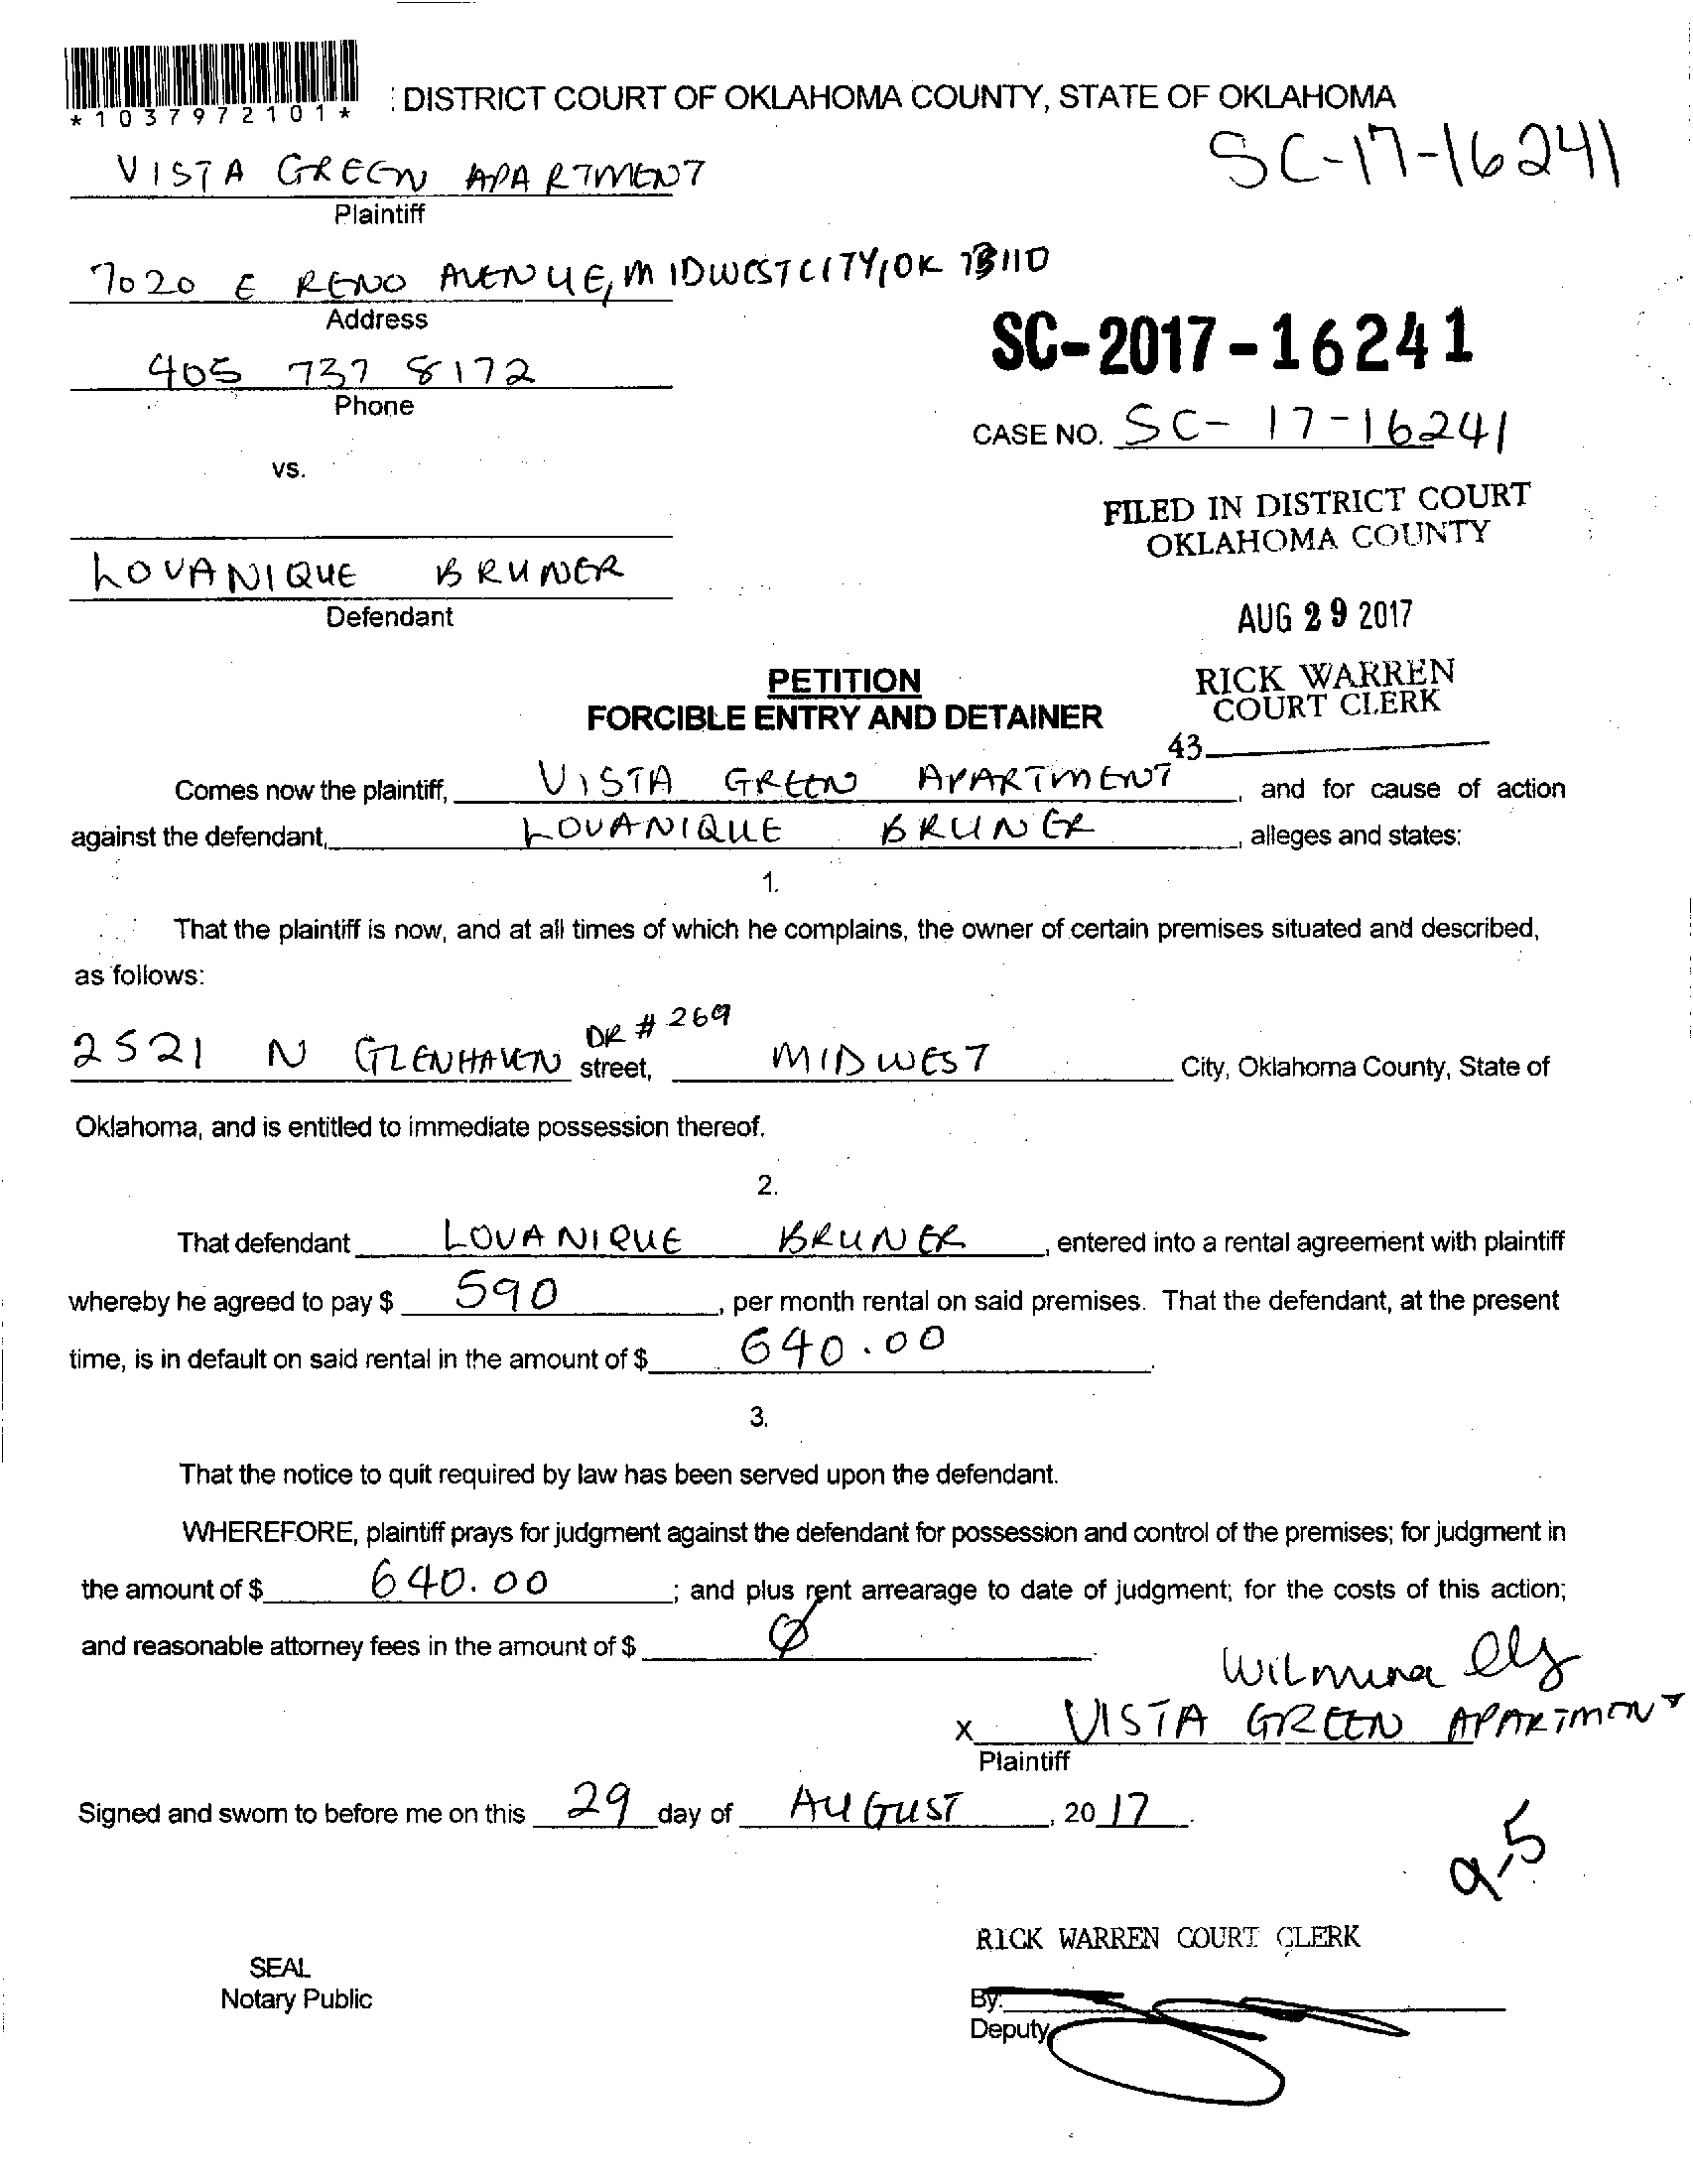 *1037972101*
: DISTRICT COURT OF OKLAHOMA COUNTY, STATE OF OKLAHOMA
SC-17-16241
VISTA GREEN APARTMENT
Plaintiff
7020 E RENO AVENUE, MIDWEST CITY, OK 73110
Address
SC-2017-16241
405 737 8172
Phone
CASE NO. SC- 17-16241
vs.
FILED IN DISTRICT COURT
OKLAHOMA COUNTY
LOVANIQUE BRUNER
Defendant
AUG 29 2017
PETITION
RICK WARREN
COURT CLERK
FORCIBLE ENTRY AND DETAINER
43
Comes now the plaintiff, VISTA GREEN APARTMENT, and for cause of action
against the defendant, LOVANIQUE BRUNER, alleges and states:
1.
That the plaintiff is now, and at all times of which he complains, the owner of certain premises situated and described,
as follows:
2521 N GLENHAVEN DR # 269 street, MIDWEST City, Oklahoma County, State of
Oklahoma, and is entitled to immediate possession thereof.
2.
That defendant LOVANIQUE BRUNER, entered into a rental agreement with plaintiff
whereby he agreed to pay $ 590, per month rental on said premises. That the defendant, at the present
time, is in default on said rental in the amount of $ 640.00.
3.
That the notice to quit required by law has been served upon the defendant.
WHEREFORE, plaintiff prays for judgment against the defendant for possession and control of the premises; for judgment in
the amount of $ 640.00; and plus rent arrearage to date of judgment; for the costs of this action;
and reasonable attorney fees in the amount of $ Ø.
Wilmina Ely
x VISTA GREEN APARTMENT
Plaintiff
Signed and sworn to before me on this 29 day of AUGUST, 20 17.
9-5
RICK WARREN COURT CLERK
SEAL
Notary Public
By:
Deputy